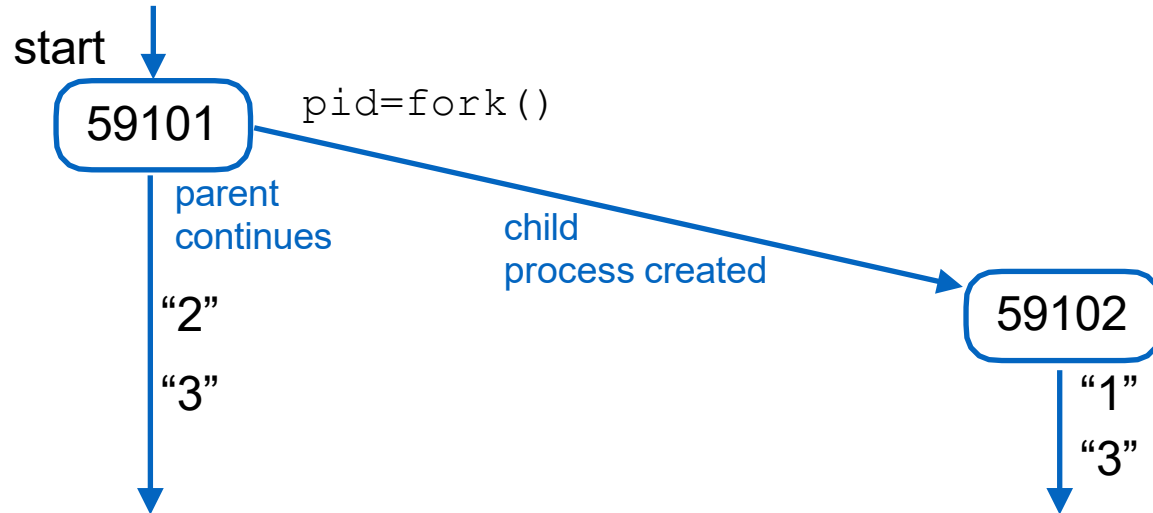 start
59101
pid=fork()
parent
continues
child
process created
59102
“2”
“3”
“1”
“3”